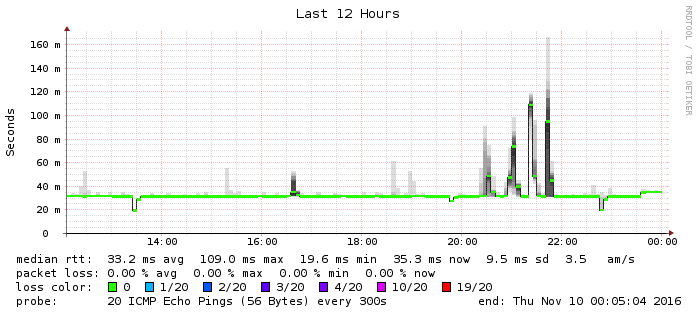 Last 12 Hours
RRDTOOL / TOBI OETIKER
Seconds
160 m
140 m
120 m
100 m
80 m
60 m
40 m
20 m
0
14:00 16:00 18:00 20:00 22:00 00:00
median rtt: 33.2 ms avg 109.0 ms max 19.6 ms min 35.3 ms now 9.5 ms sd 3.5 am/s
packet loss: 0.00 % avg 0.00 % max 0.00 % min 0.00 % now
loss color: 0 1/20 2/20 3/20 4/20 10/20 19/20
probe: 20 ICMP Echo Pings (56 Bytes) every 300s end: Thu Nov 10 00:05:04 2016